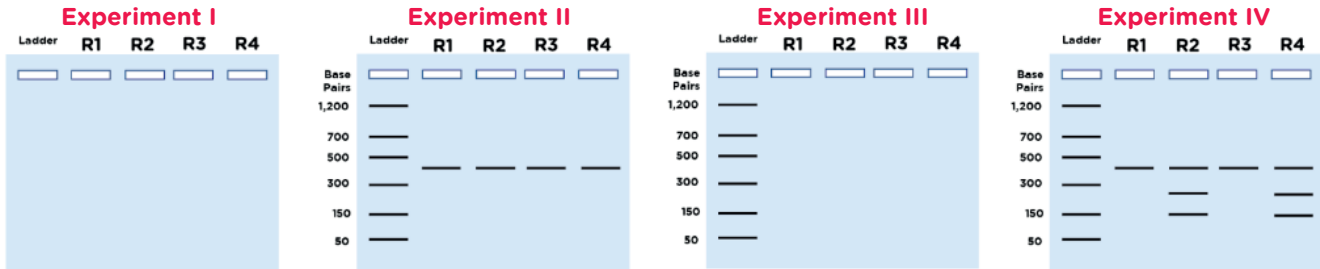 Experiment I
Ladder R1 R2 R3 R4
Experiment II
Ladder R1 R2 R3 R4
Base
Pairs
1,200
700
500
300
150
50
Experiment III
Ladder R1 R2 R3 R4
Base
Pairs
1,200
700
500
300
150
50
Experiment IV
Ladder R1 R2 R3 R4
Base
Pairs
1,200
700
500
300
150
50